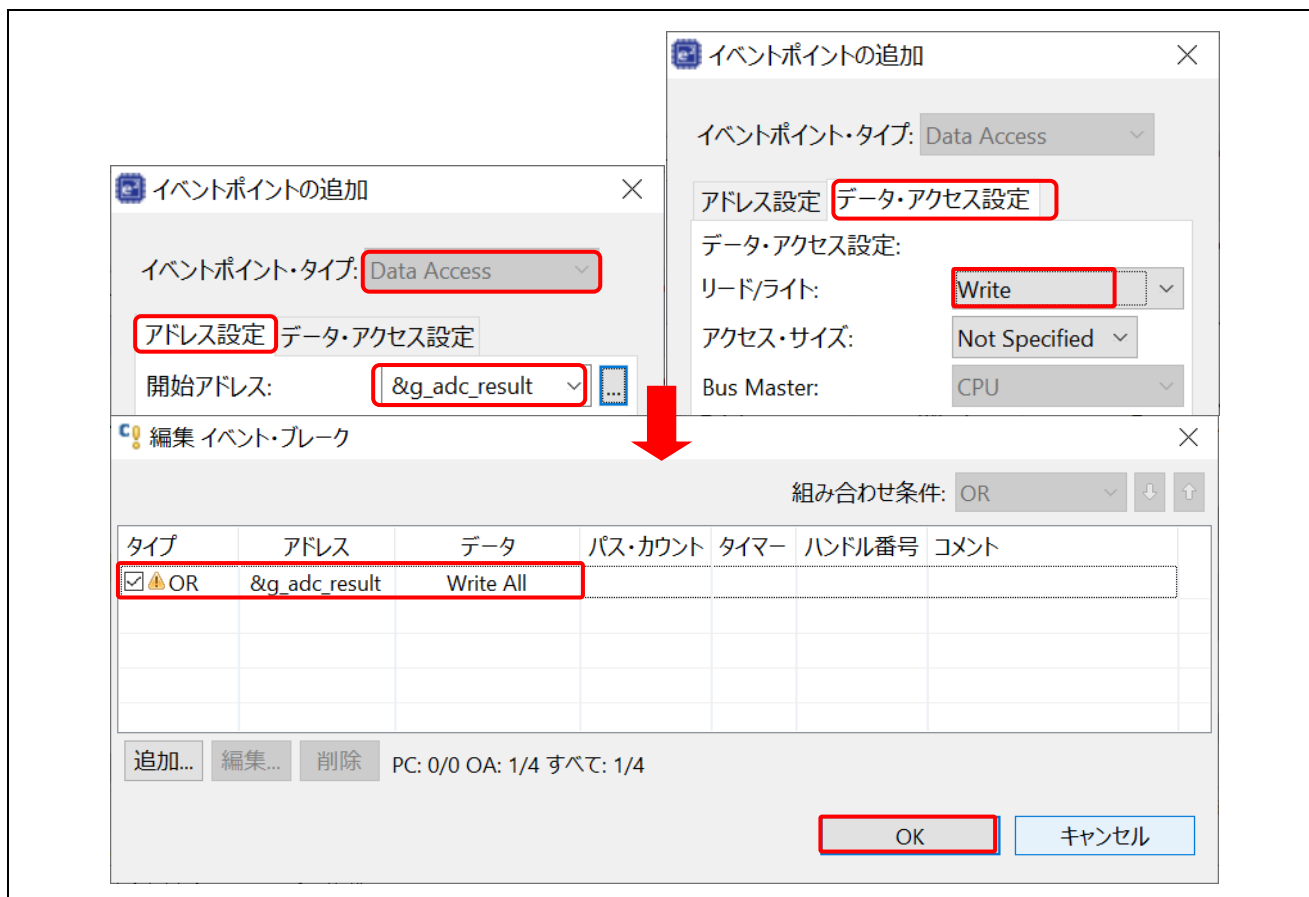 イベントポイントの追加
イベントポイント・タイプ: Data Access
アドレス設定 データ・アクセス設定
開始アドレス: &g_adc_result ...
イベントポイントの追加
イベントポイント・タイプ: Data Access
アドレス設定 データ・アクセス設定
データ・アクセス設定:
リード/ライト: Write
アクセス・サイズ: Not Specified
Bus Master: CPU
編集 イベント・ブレーク
組み合わせ条件: OR
タイプ アドレス データ パス・カウント タイマー ハンドル番号 コメント
OR &g_adc_result Write All
追加... 編集... 削除 PC: 0/0 OA: 1/4 すべて: 1/4
OK キャンセル